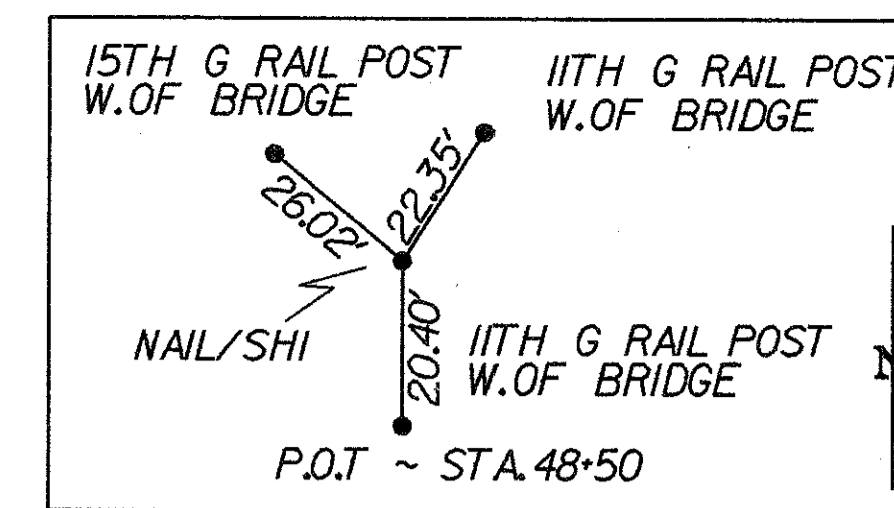 15TH G RAIL POST
W.OF BRIDGE
11TH G RAIL POST
W.OF BRIDGE
26.02'
22.35'
NAIL/SHI
20.40'
11TH G RAIL POST
W.OF BRIDGE
N
P.O.T ~ STA. 48+50